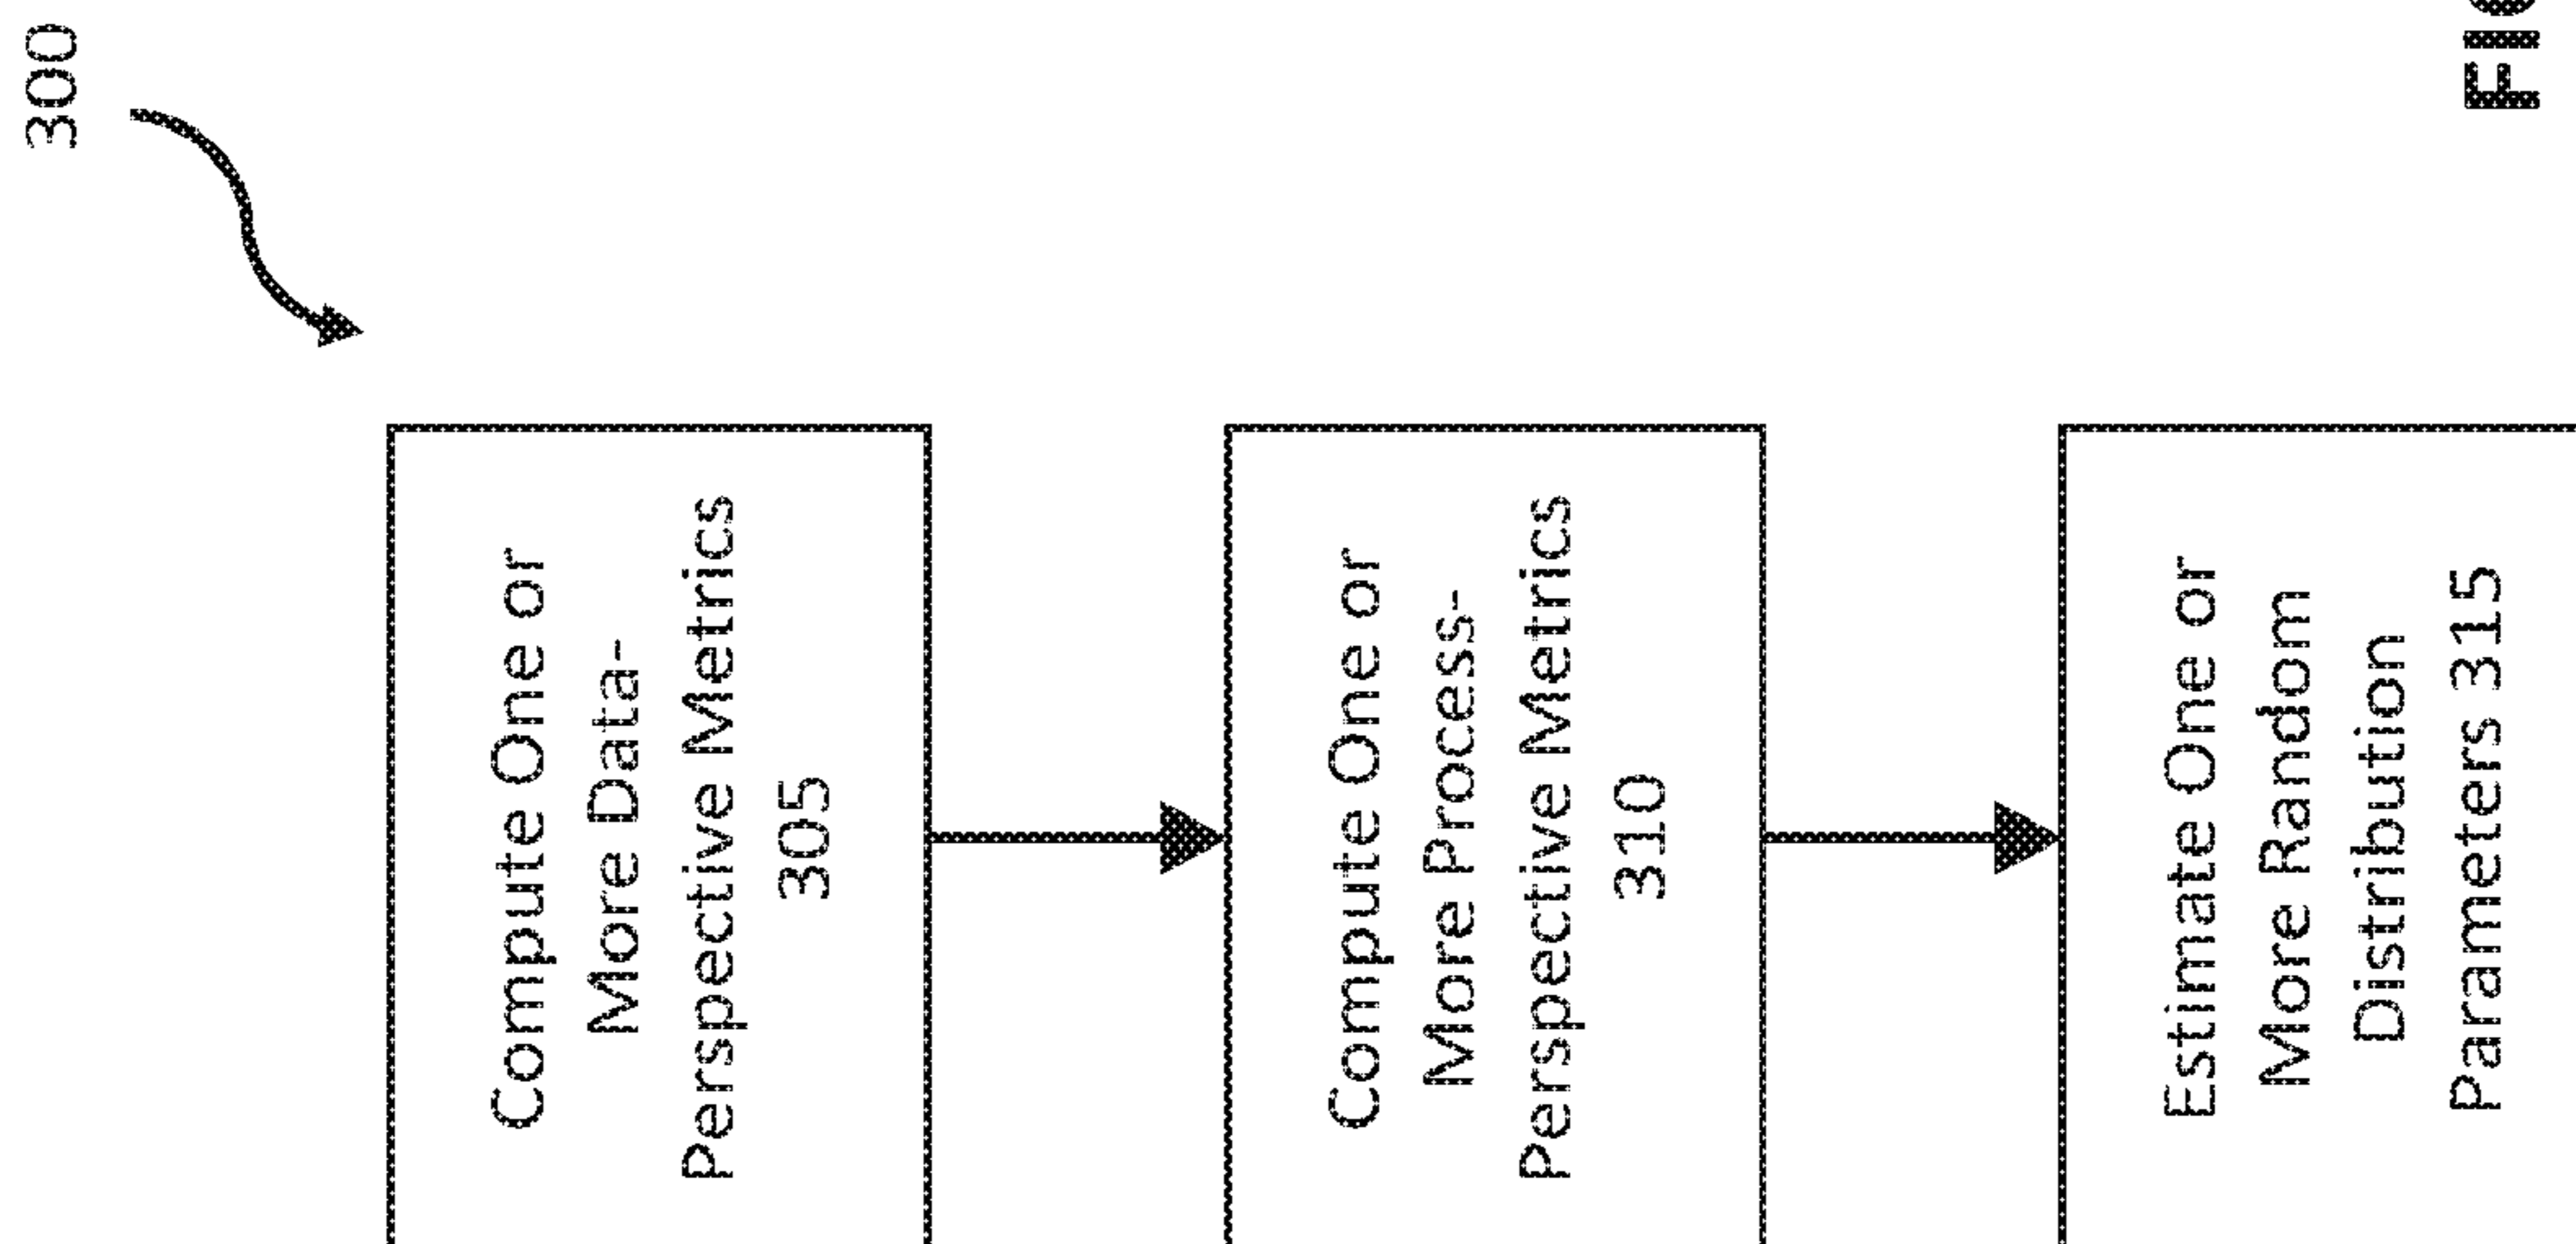 300
Compute One or
More Data-
Perspective Metrics
305
Compute One or
More Process-
Perspective Metrics
310
Estimate One or
More Random
Distribution
Parameters 315